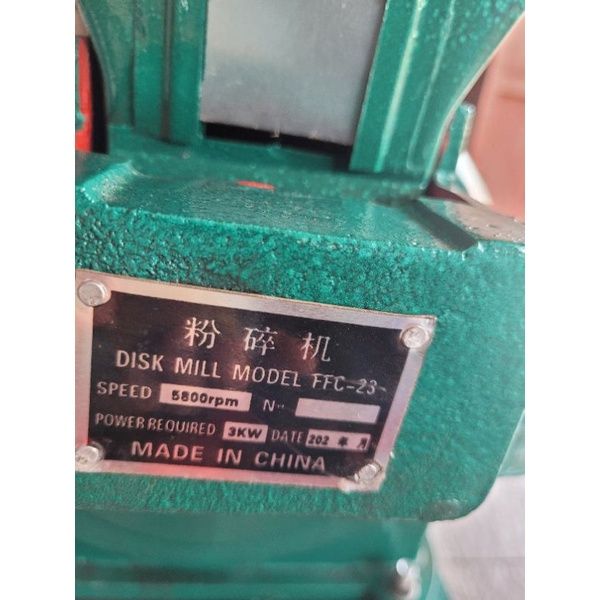 粉碎机
DISK MILL MODEL FFC-23
SPEED 5800rpm N
POWER REQUIRED 3KW DATE 202 年 月
MADE IN CHINA